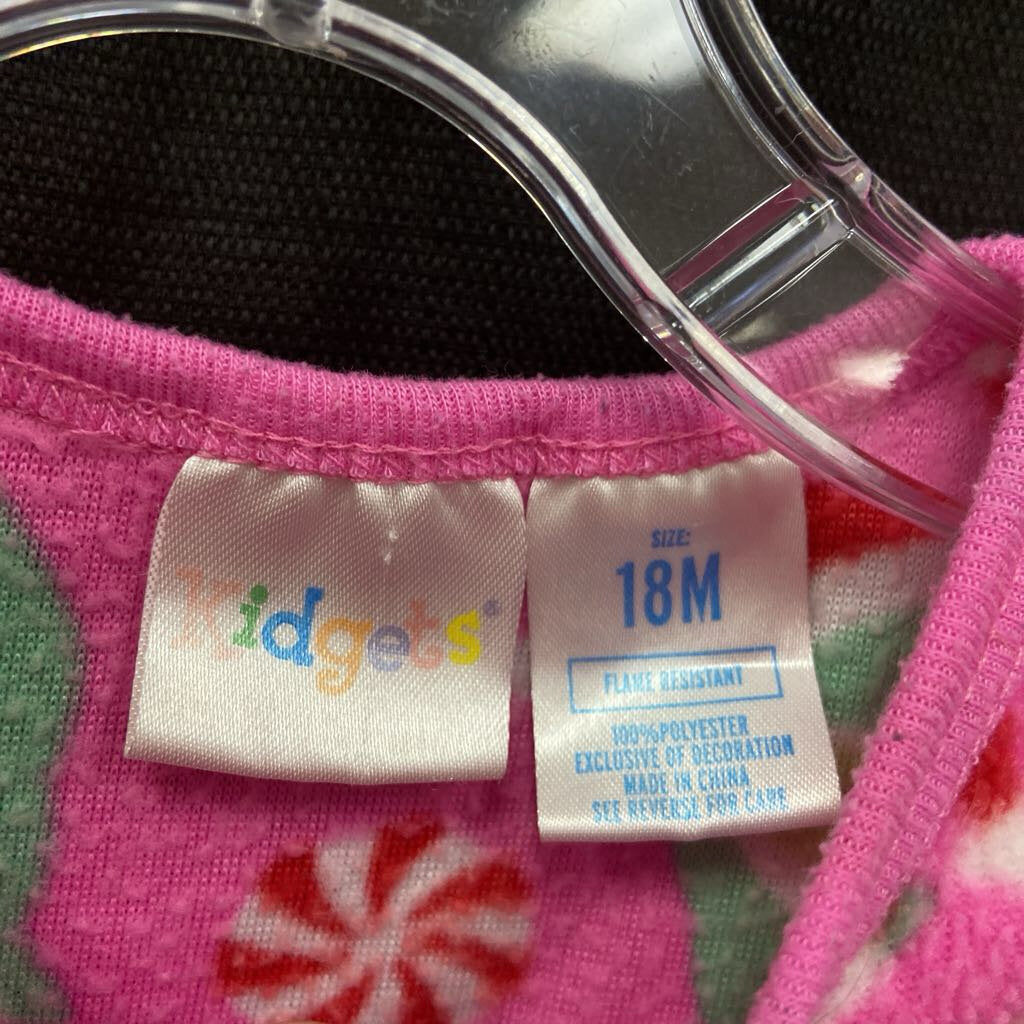 Kidgets®
SIZE:
18M
FLAME RESISTANT
100%POLYESTER
EXCLUSIVE OF DECORATION
MADE IN CHINA
SEE REVERSE FOR CARE